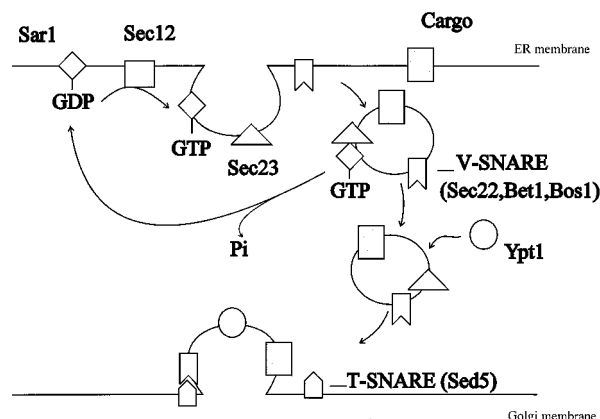 Sar1
Sec12
Cargo
ER membrane
GDP
GTP
Sec23
GTP
V-SNARE
(Sec22,Bet1,Bos1)
Pi
Ypt1
T-SNARE (Sed5)
Golgi membrane